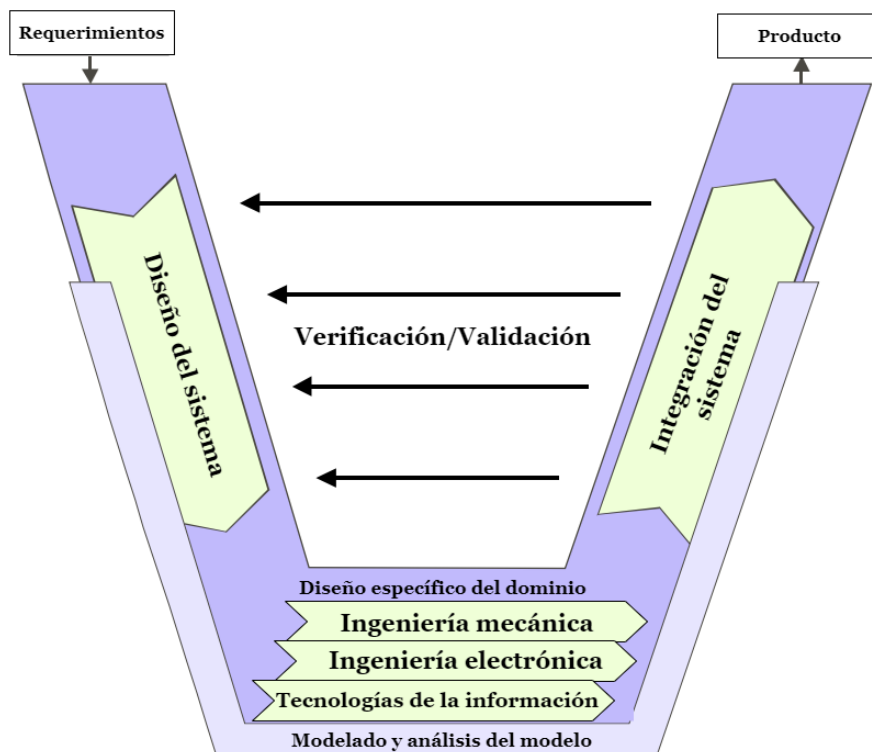 Requerimientos
Producto
Diseño del sistema
Verificación/Validación
Integración del
sistema
Diseño específico del dominio
Ingeniería mecánica
Ingeniería electrónica
Tecnologías de la información
Modelado y análisis del modelo